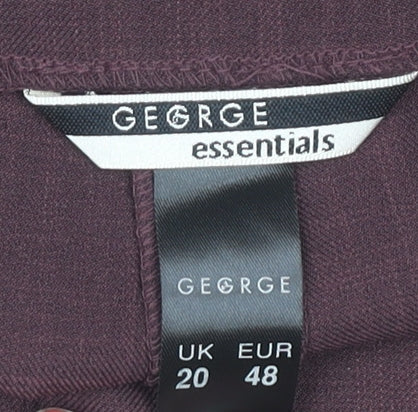 GEORGE
essentials
GEORGE
UK EUR
20 48